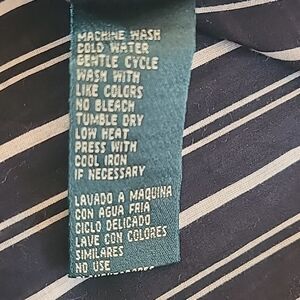 MACHINE WASH
COLD WATER
GENTLE CYCLE
WASH WITH
LIKE COLORS
NO BLEACH
TUMBLE DRY
LOW HEAT
PRESS WITH
COOL IRON
IF NECESSARY
LAVADO A MAQUINA
CON AGUA FRIA
CICLO DELICADO
LAVE CON COLORES
SIMILARES
NO USE